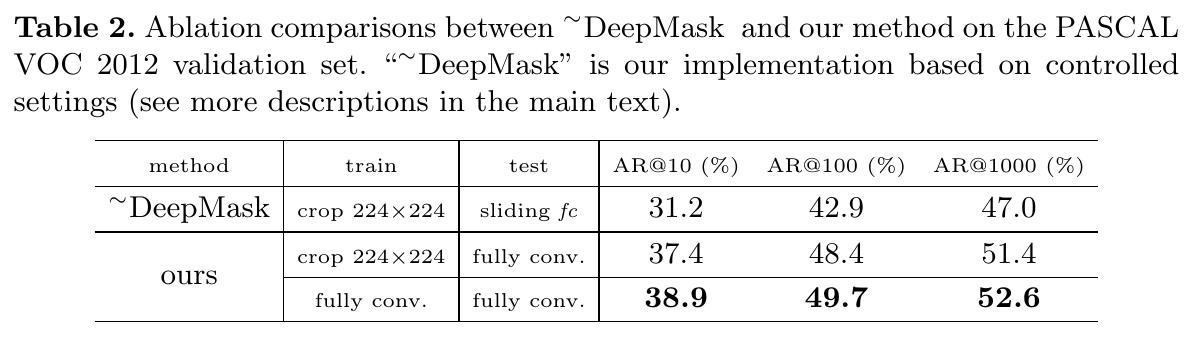 Table 2. Ablation comparisons between ~DeepMask and our method on the PASCAL
VOC 2012 validation set. “~DeepMask” is our implementation based on controlled
settings (see more descriptions in the main text).
method train test AR@10 (%) AR@100 (%) AR@1000 (%)
~DeepMask crop 224×224 sliding fc 31.2 42.9 47.0
ours
crop 224×224 fully conv. 37.4 48.4 51.4
fully conv. fully conv. 38.9 49.7 52.6